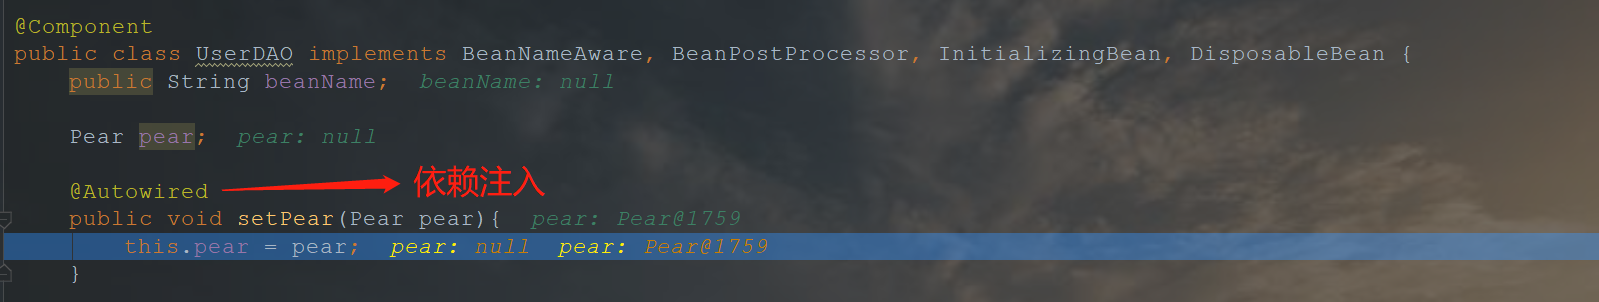 @Component
public class UserDAO implements BeanNameAware, BeanPostProcessor, InitializingBean, DisposableBean {
public String beanName; beanName: null
Pear pear; pear: null
@Autowired 依赖注入
public void setPear(Pear pear){ pear: Pear@1759
this.pear = pear; pear: null pear: Pear@1759
}